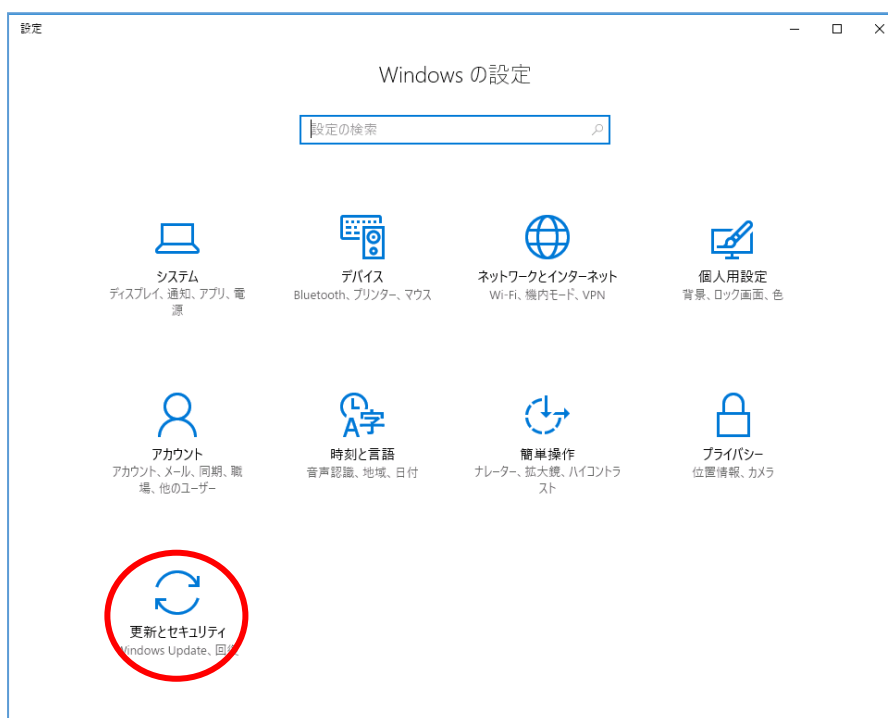 設定
Windows の設定
設定の検索
システム
ディスプレイ、通知、アプリ、電
源
デバイス
Bluetooth、プリンター、マウス
ネットワークとインターネット
Wi-Fi、機内モード、VPN
個人用設定
背景、ロック画面、色
アカウント
アカウント、メール、同期、職
場、他のユーザー
時刻と言語
音声認識、地域、日付
簡単操作
ナレーター、拡大鏡、ハイコントラ
スト
プライバシー
位置情報、カメラ
更新とセキュリティ
Windows Update、回復